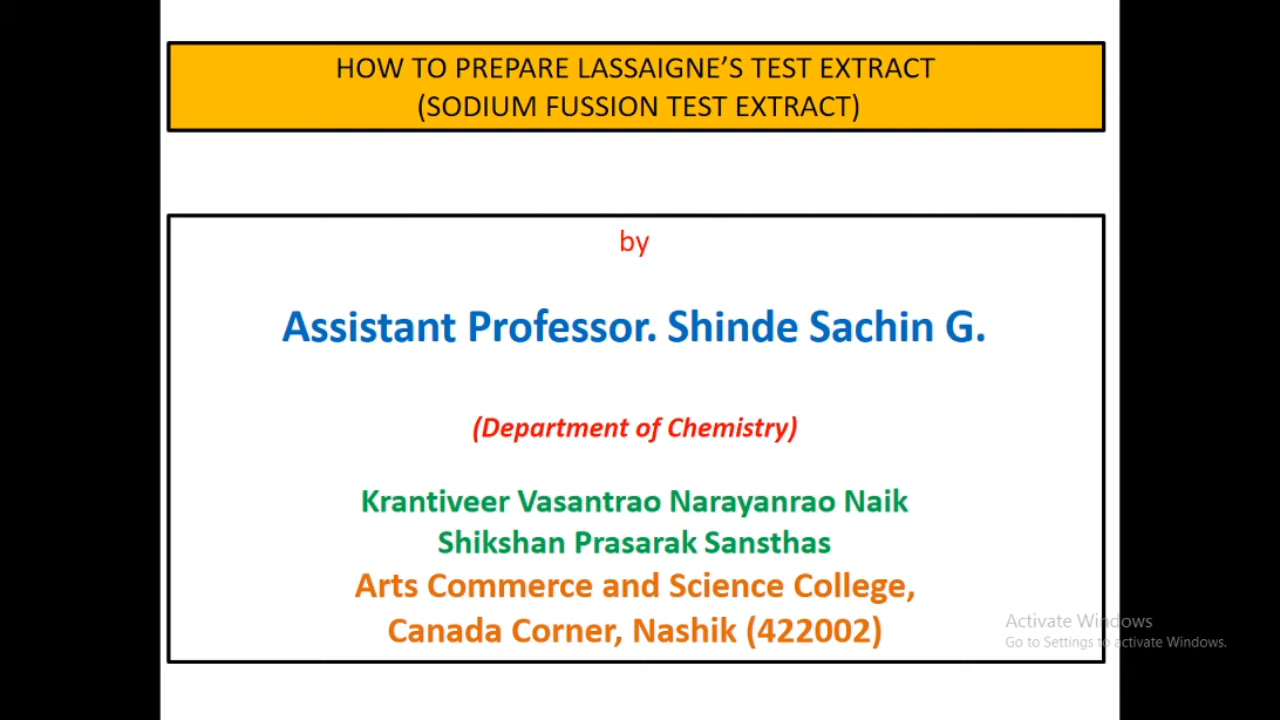 HOW TO PREPARE LASSAIGNE’S TEST EXTRACT
(SODIUM FUSSION TEST EXTRACT)
by
Assistant Professor. Shinde Sachin G.
(Department of Chemistry)
Krantiveer Vasantrao Narayanrao Naik
Shikshan Prasarak Sansthas
Arts Commerce and Science College,
Canada Corner, Nashik (422002)
Activate Windows
Go to Settings to activate Windows.